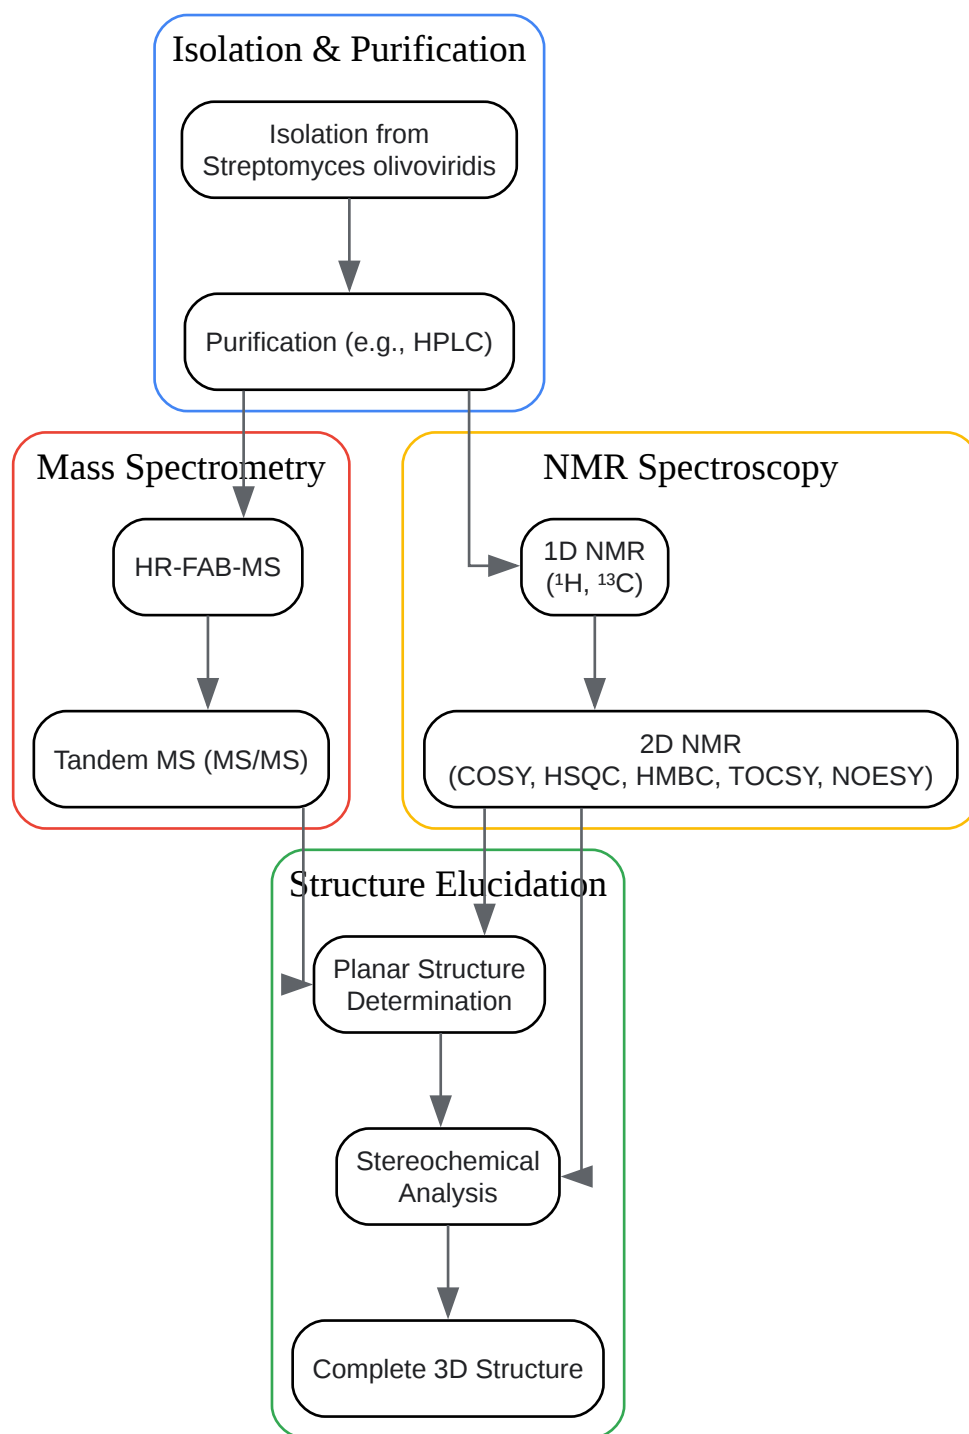 Isolation & Purification
Isolation from
Streptomyces olivoviridis
Purification (e.g., HPLC)
Mass Spectrometry
HR-FAB-MS
Tandem MS (MS/MS)
NMR Spectroscopy
1D NMR
(¹H, ¹³C)
2D NMR
(COSY, HSQC, HMBC, TOCSY, NOESY)
Structure Elucidation
Planar Structure
Determination
Stereochemical
Analysis
Complete 3D Structure